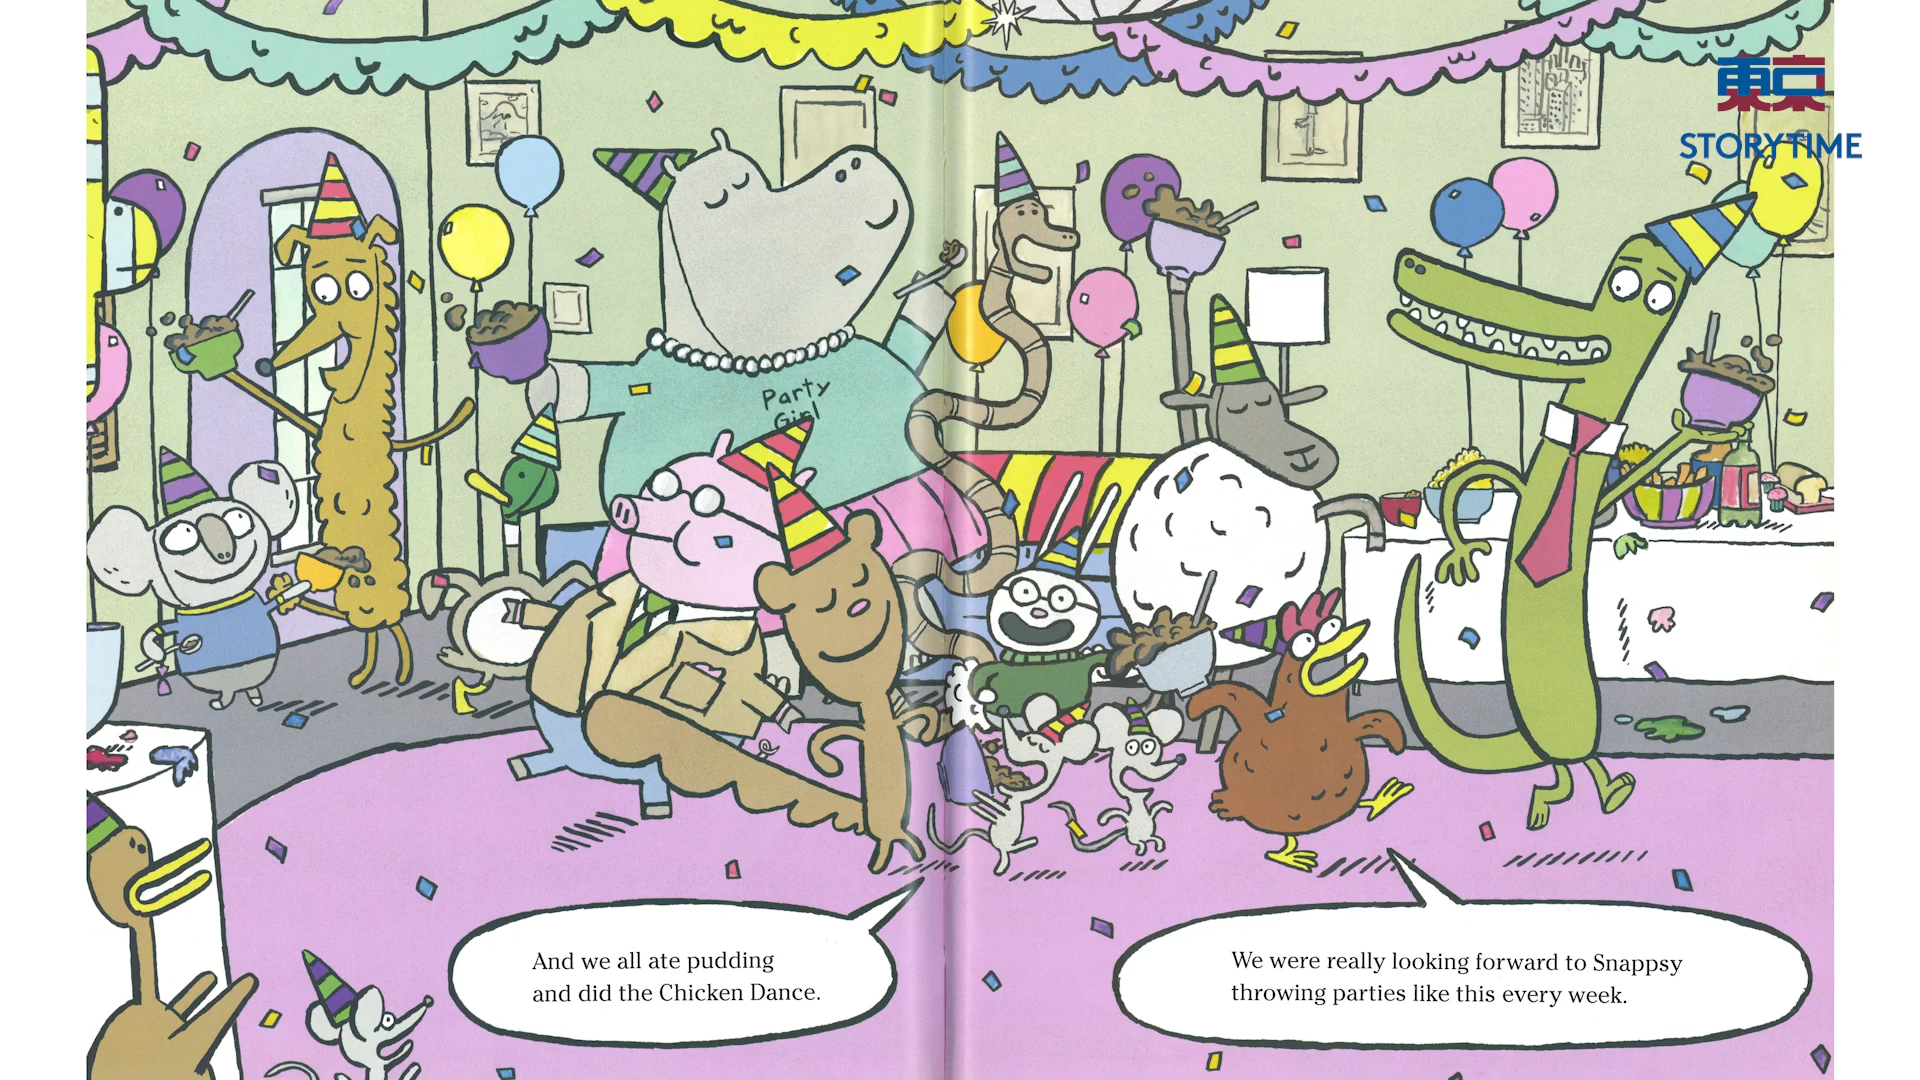 東京
STORYTIME
Party
Girl
And we all ate pudding
and did the Chicken Dance.
We were really looking forward to Snappsy
throwing parties like this every week.